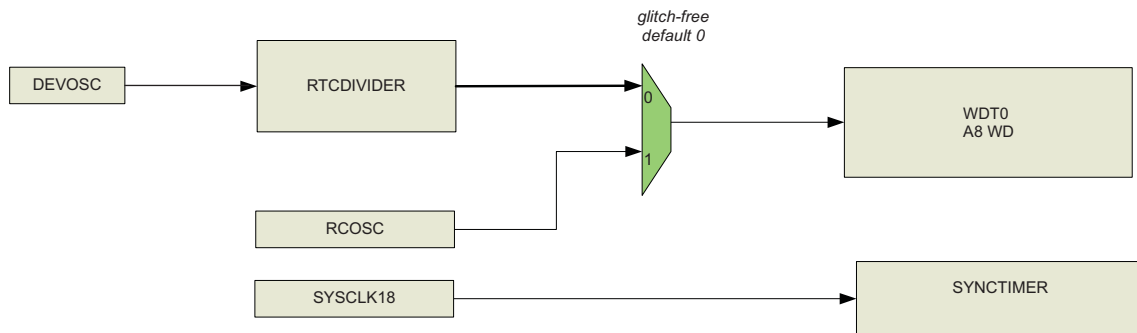 glitch-free
default 0
DEVOSC
RTCDIVIDER
0
WDT0
A8 WD
1
RCOSC
SYSCLK18
SYNCTIMER